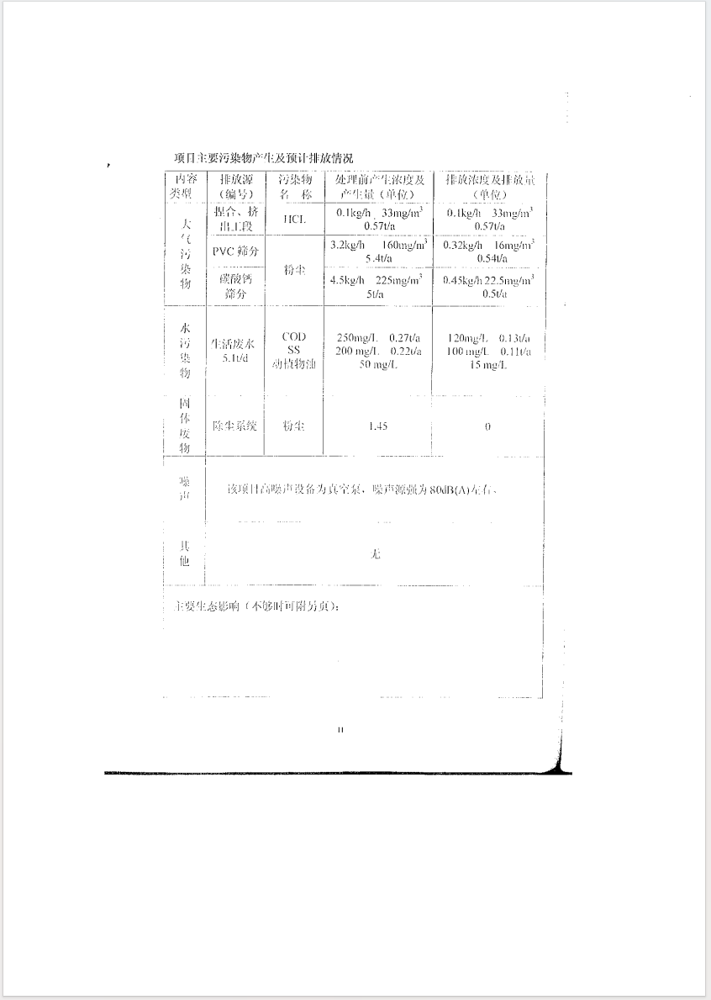 项目主要污染物产生及预计排放情况
内容 类型 排放源（编号） 污染物名 称 处理前产生浓度及产生量（单位） 排放浓度及排放量（单位）
大气污染物
捏合、挤出工段 HCL 0.1kg/h 33mg/m³ 0.57t/a 0.1kg/h 33mg/m³ 0.57t/a
PVC 筛分 粉尘 3.2kg/h 160mg/m³ 5.4t/a 0.32kg/h 16mg/m³ 0.54t/a
碳酸钙筛分 4.5kg/h 225mg/m³ 5t/a 0.45kg/h 22.5mg/m³ 0.5t/a
水污染物
生活废水 5.1t/d
COD 250mg/L 0.27t/a 120mg/L 0.13t/a
SS 200 mg/L 0.22t/a 100 mg/L 0.11t/a
动植物油 50 mg/L 15 mg/L
固体废物 除尘系统 粉尘 1.45 0
噪声 该项目高噪声设备为真空泵，噪声源强为 80dB(A)左右。
其他 无
主要生态影响（不够时可附另页）：
11